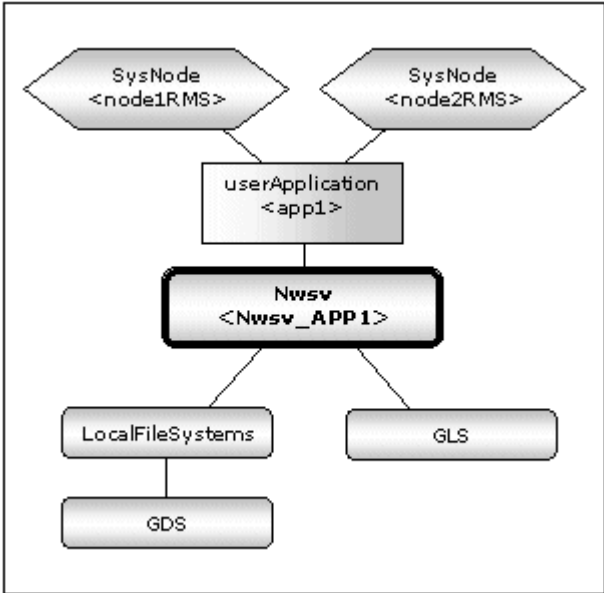 SysNode
<node1RMS>
SysNode
<node2RMS>
userApplication
<app1>
Nwsv
<Nwsv_APP1>
LocalFileSystems
GLS
GDS